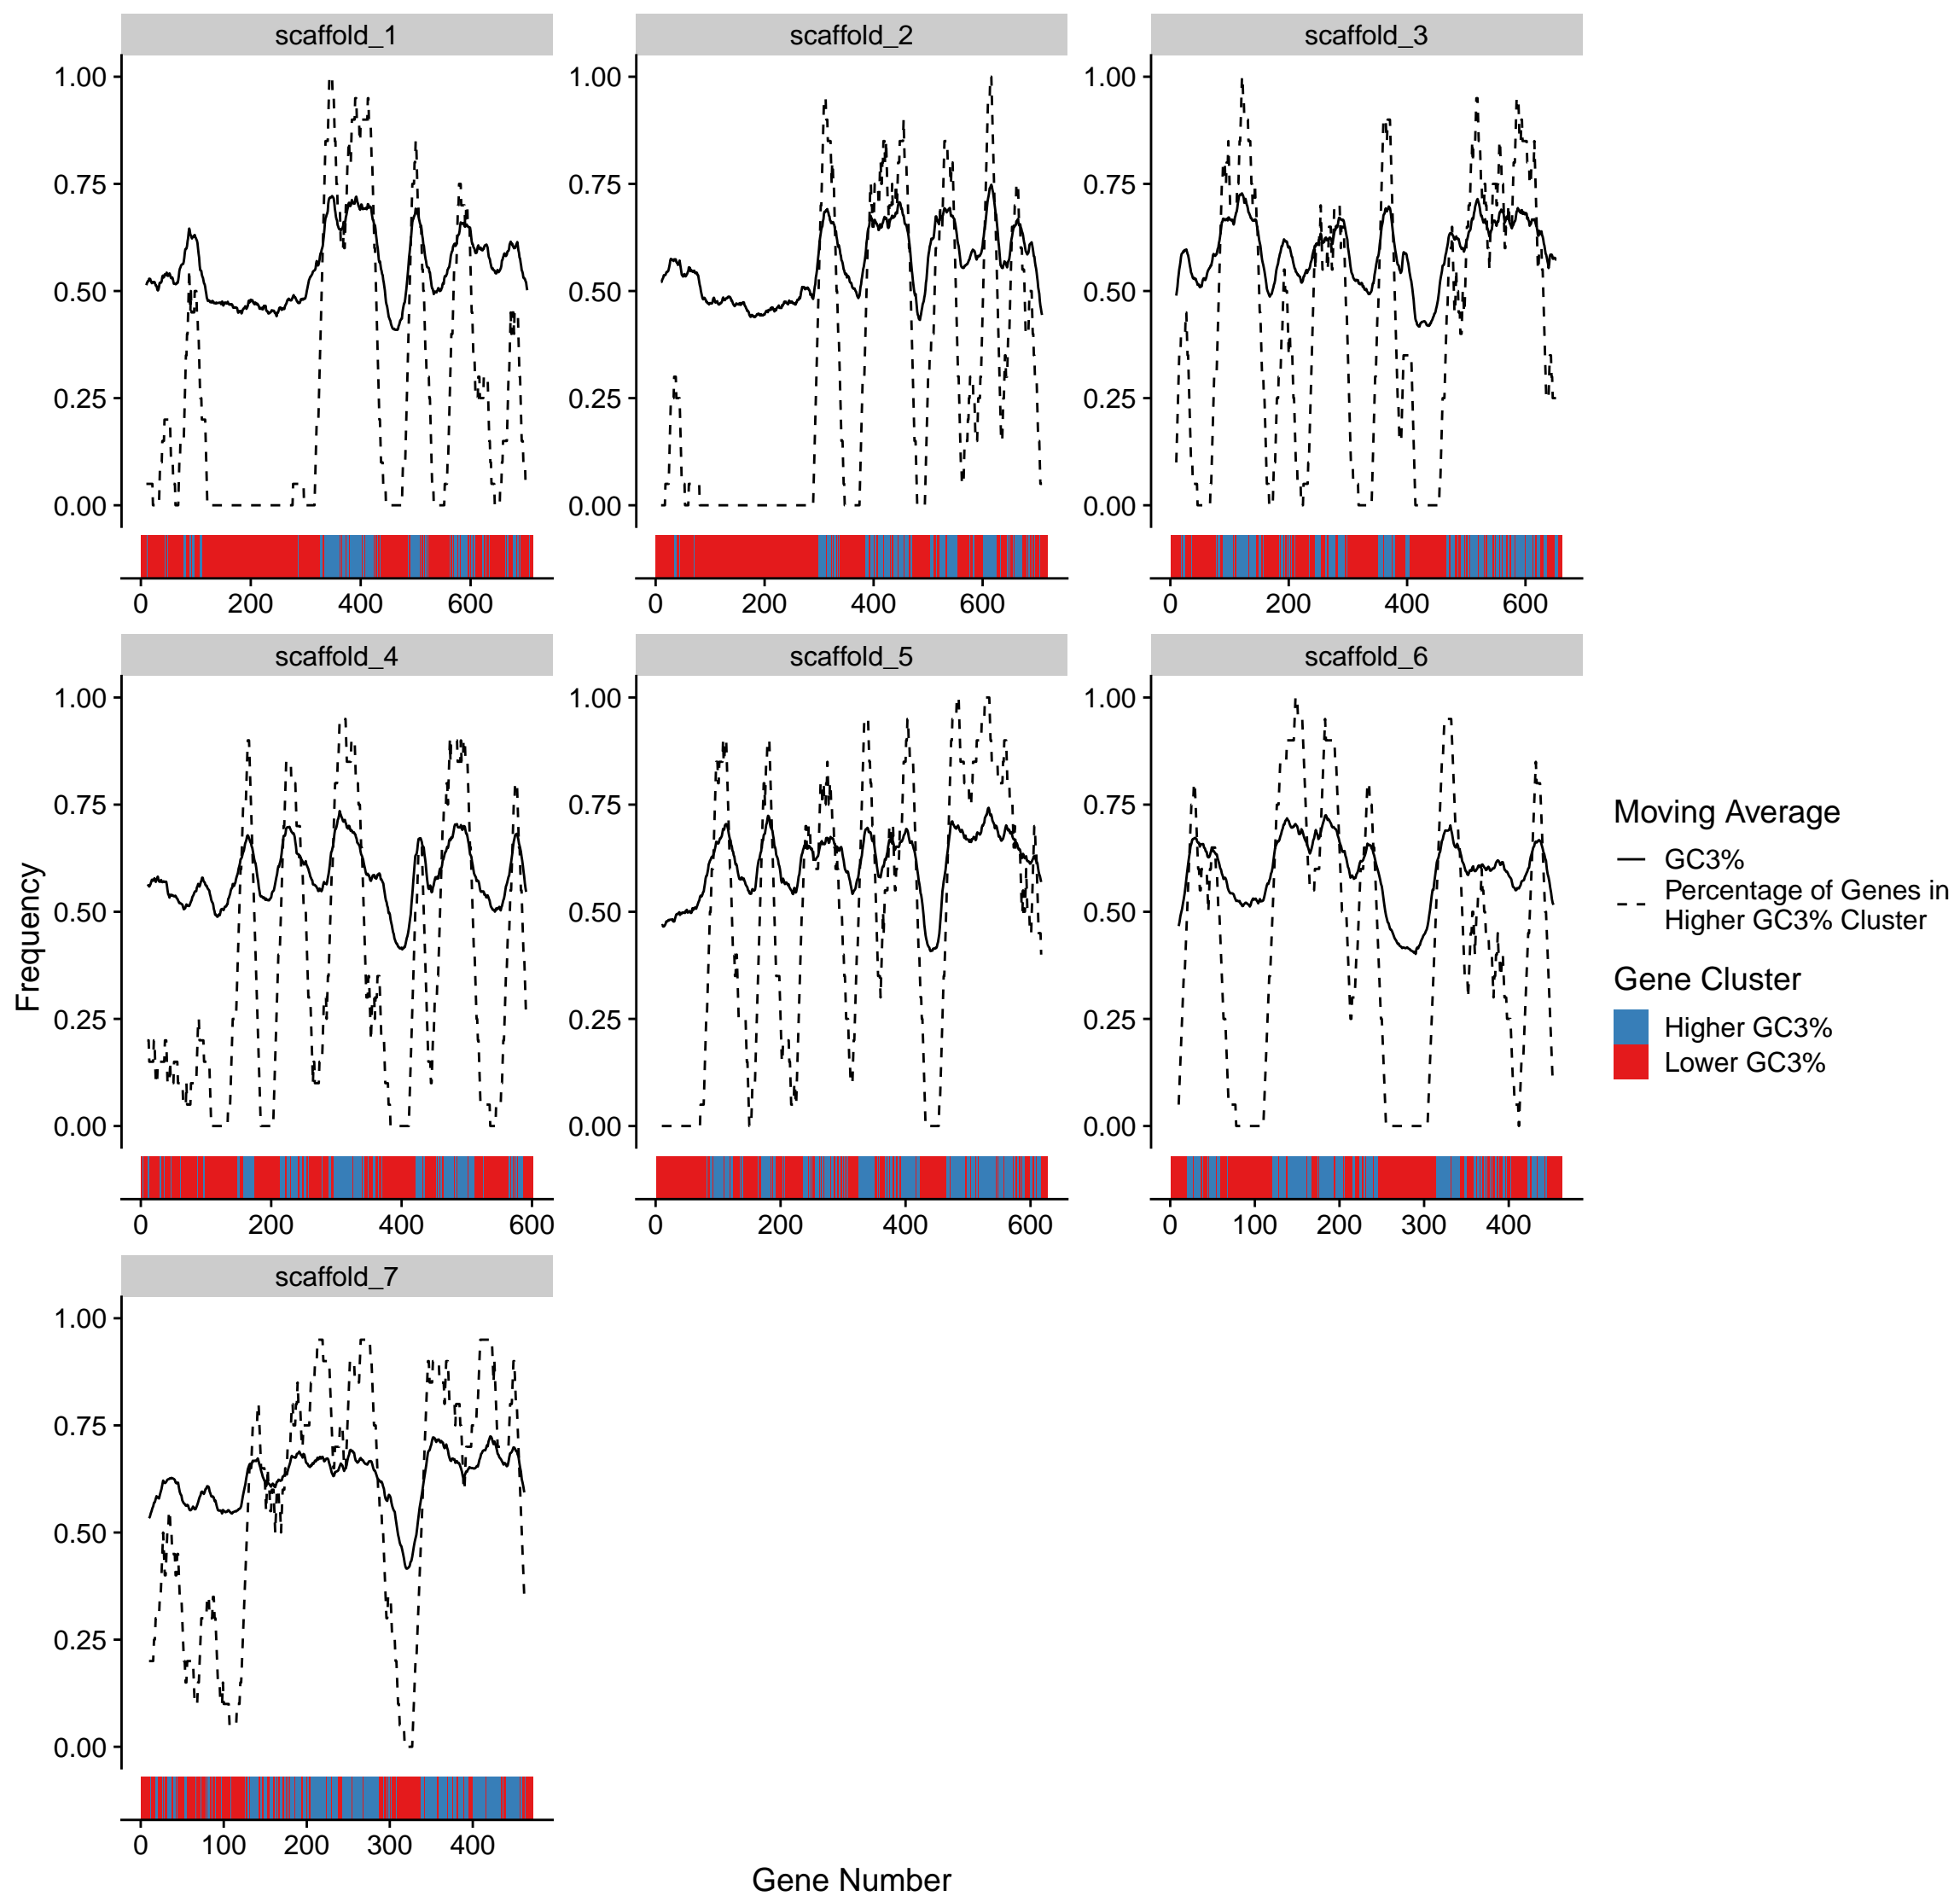 scaffold_1
scaffold_2
scaffold_3
1.00
0.75
0.50
0.25
0.00
1.00
0.75
0.50
0.25
0.00
1.00
0.75
0.50
0.25
0.00
0 200 400 600
0 200 400 600
0 200 400 600
scaffold_4
scaffold_5
scaffold_6
1.00
0.75
0.50
0.25
0.00
1.00
0.75
0.50
0.25
0.00
1.00
0.75
0.50
0.25
0.00
0 200 400 600
0 200 400 600
0 100 200 300 400
scaffold_7
1.00
0.75
0.50
0.25
0.00
0 100 200 300 400
Frequency
Gene Number
Moving Average
GC3%
Percentage of Genes in
Higher GC3% Cluster
Gene Cluster
Higher GC3%
Lower GC3%